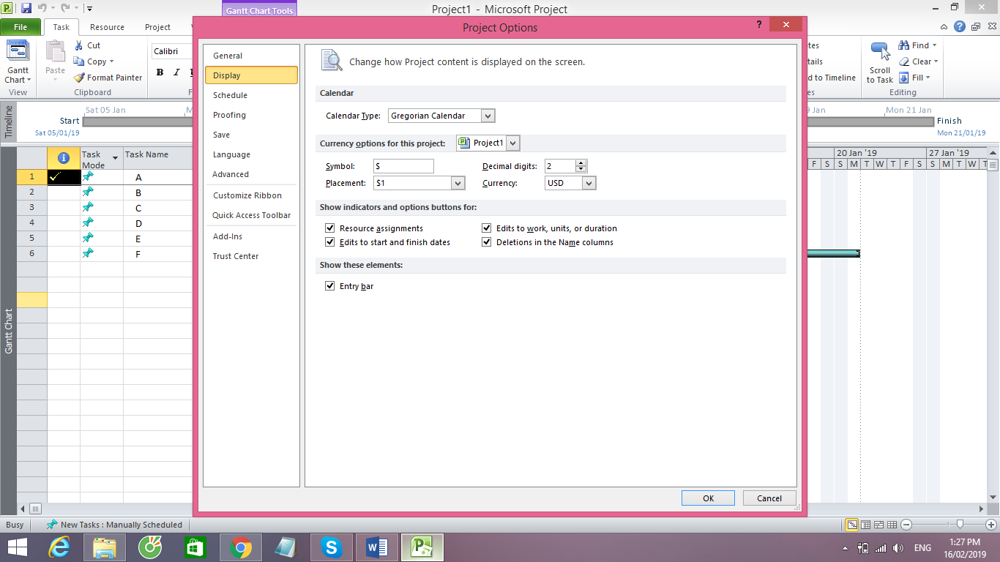 Gantt Chart Tools
Project1 - Microsoft Project
File
Task
Resource
Project
Gantt
Chart
View
Paste
Cut
Copy
Format Painter
Clipboard
Calibri
B I
Scroll
to Task
Find
Clear
Fill
Editing
d to Timeline
Timeline
Start
Sat 05/01/19
Sat 05 Jan
Jan
Mon 21 Jan
Finish
Mon 21/01/19
Project Options
?
General
Display
Schedule
Proofing
Save
Language
Advanced
Customize Ribbon
Quick Access Toolbar
Add-Ins
Trust Center
Change how Project content is displayed on the screen.
Calendar
Calendar Type: Gregorian Calendar
Currency options for this project: Project1
Symbol: $ Decimal digits: 2
Placement: $1 Currency: USD
Show indicators and options buttons for:
Resource assignments Edits to work, units, or duration
Edits to start and finish dates Deletions in the Name columns
Show these elements:
Entry bar
OK Cancel
Task Mode
Task Name
1 A
2 B
3 C
4 D
5 E
6 F
20 Jan '19 27 Jan '19
F S S M T W T F S S M T W T
Gantt Chart
Busy New Tasks : Manually Scheduled
ENG
1:27 PM
16/02/2019